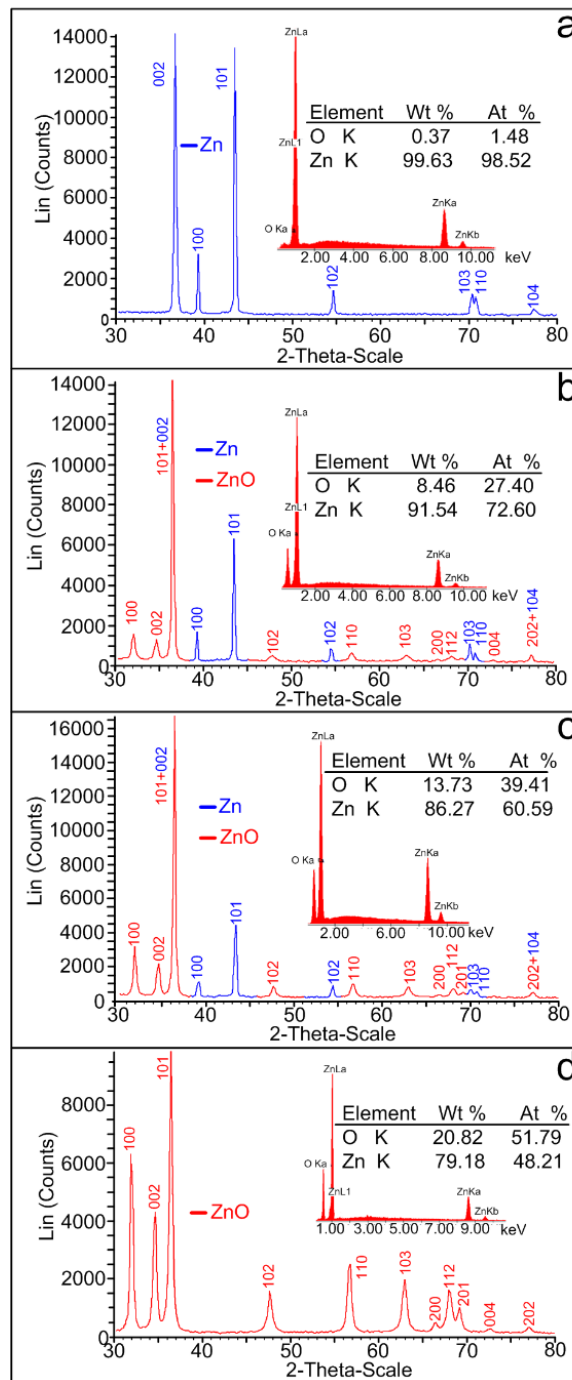 a
14000
12000
10000
8000
6000
4000
2000
Lin (Counts)
002
Zn
100
101
102
103
110
104
30 40 50 60 70 80
2-Theta-Scale
ZnLa
ZnL1
O Ka
ZnKa
ZnKb
2.00 4.00 6.00 8.00 10.00 keV
Element Wt % At %
O K 0.37 1.48
Zn K 99.63 98.52
b
14000
12000
10000
8000
6000
4000
2000
0
Lin (Counts)
100
002
101+002
Zn
ZnO
100
101
102
102
110
103
200
112
103
110
004
202+104
30 40 50 60 70 80
2-Theta-Scale
ZnLa
ZnL1
O Ka
ZnKa
ZnKb
2.00 4.00 6.00 8.00 10.00 keV
Element Wt % At %
O K 8.46 27.40
Zn K 91.54 72.60
c
16000
14000
12000
10000
8000
6000
4000
2000
0
Lin (Counts)
100
002
101+002
Zn
ZnO
100
101
102
102
110
103
200
112
201
103
110
202+104
30 40 50 60 70 80
2-Theta-Scale
ZnLa
O Ka
ZnKa
ZnKb
2.00 6.00 10.00 keV
Element Wt % At %
O K 13.73 39.41
Zn K 86.27 60.59
d
8000
6000
4000
2000
0
Lin (Counts)
100
002
101
ZnO
102
110
103
200
112
201
004
202
30 40 50 60 70 80
2-Theta-Scale
ZnLa
O Ka
ZnL1
ZnKa
ZnKb
1.00 3.00 7.00 9.00 keV
Element Wt % At %
O K 20.82 51.79
Zn K 79.18 48.21